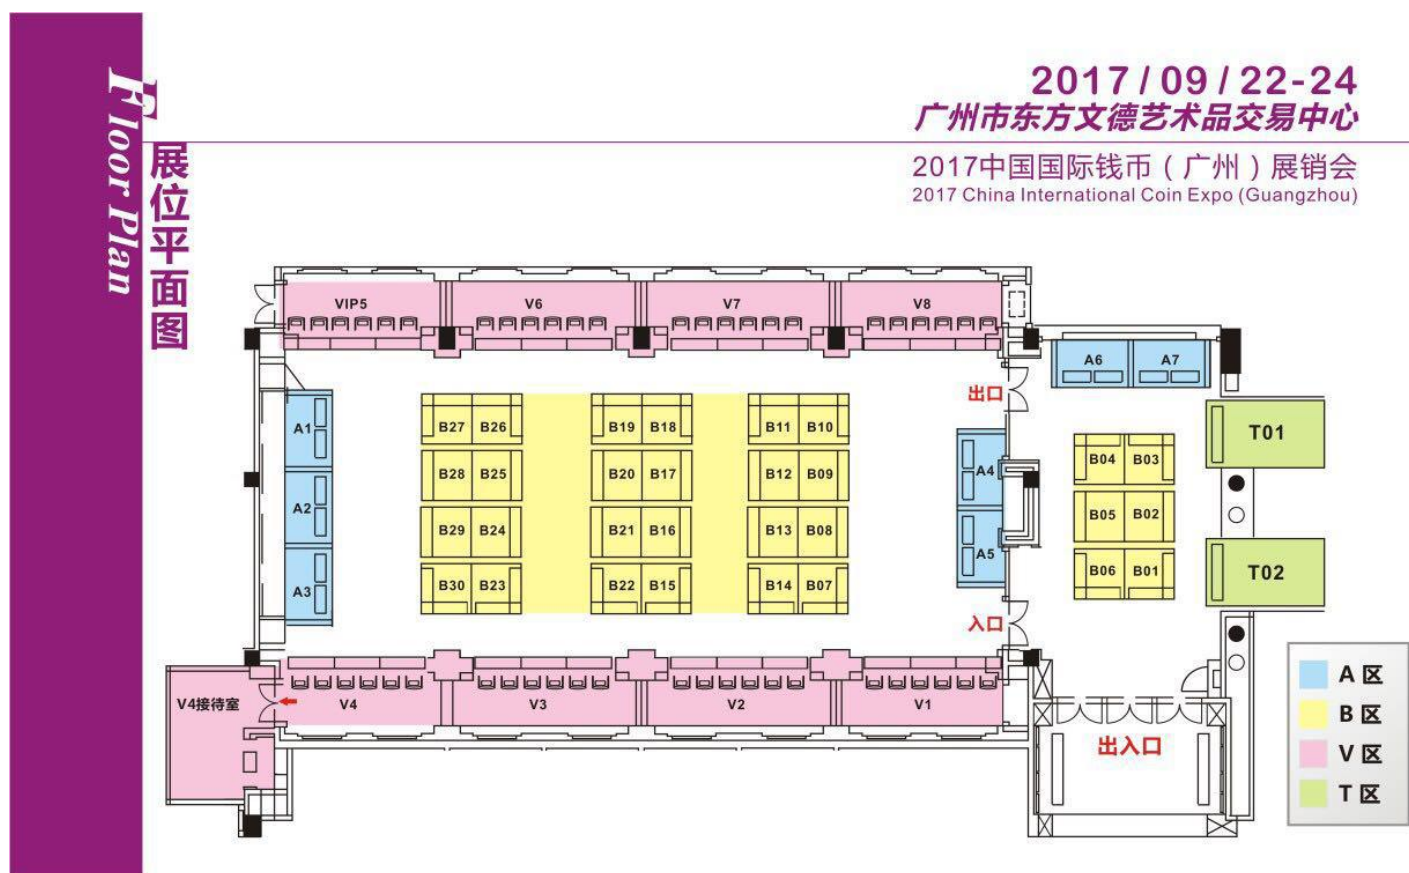 Floor Plan
展位平面图
2017/09/22-24
广州市东方文德艺术品交易中心
2017中国国际钱币（广州）展销会
2017 China International Coin Expo (Guangzhou)
VIP5 V6 V7 V8
A6 A7
出口
A1
B27 B26 B19 B18 B11 B10
T01
B04 B03
A4
B28 B25 B20 B17 B12 B09
A2
B05 B02
B29 B24 B21 B16 B13 B08
A5
T02
B06 B01
A3
B30 B23 B22 B15 B14 B07
入口
V4接待室
V4 V3 V2 V1
出入口
A 区
B 区
V 区
T 区